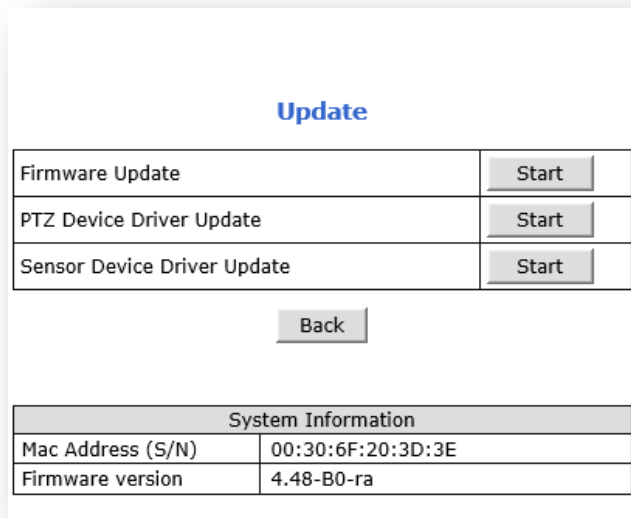 Update
Firmware Update Start
PTZ Device Driver Update Start
Sensor Device Driver Update Start
Back
System Information
Mac Address (S/N) 00:30:6F:20:3D:3E
Firmware version 4.48-B0-ra